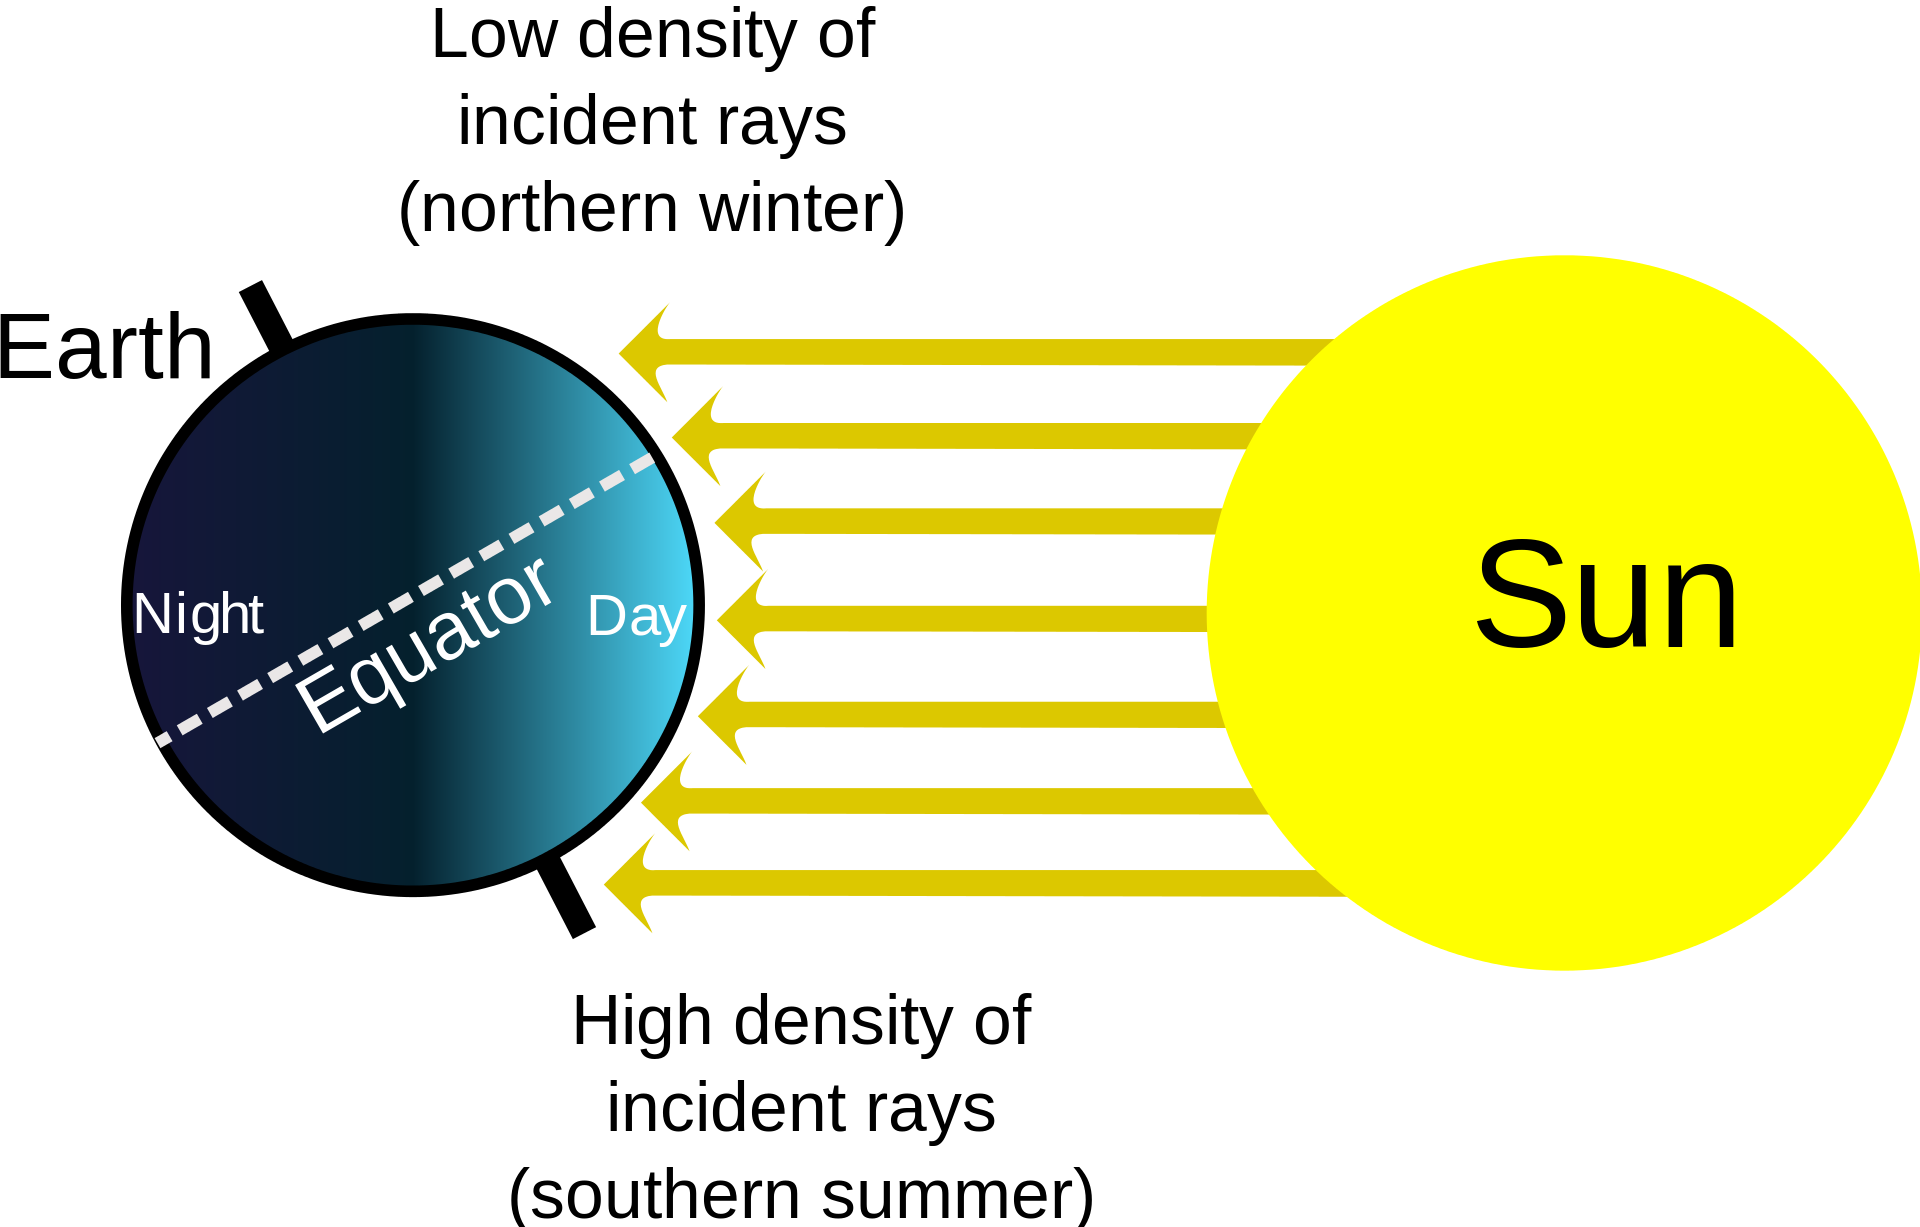 Low density of
incident rays
(northern winter)
Earth
Sun
Night
Equator
Day
High density of
incident rays
(southern summer)